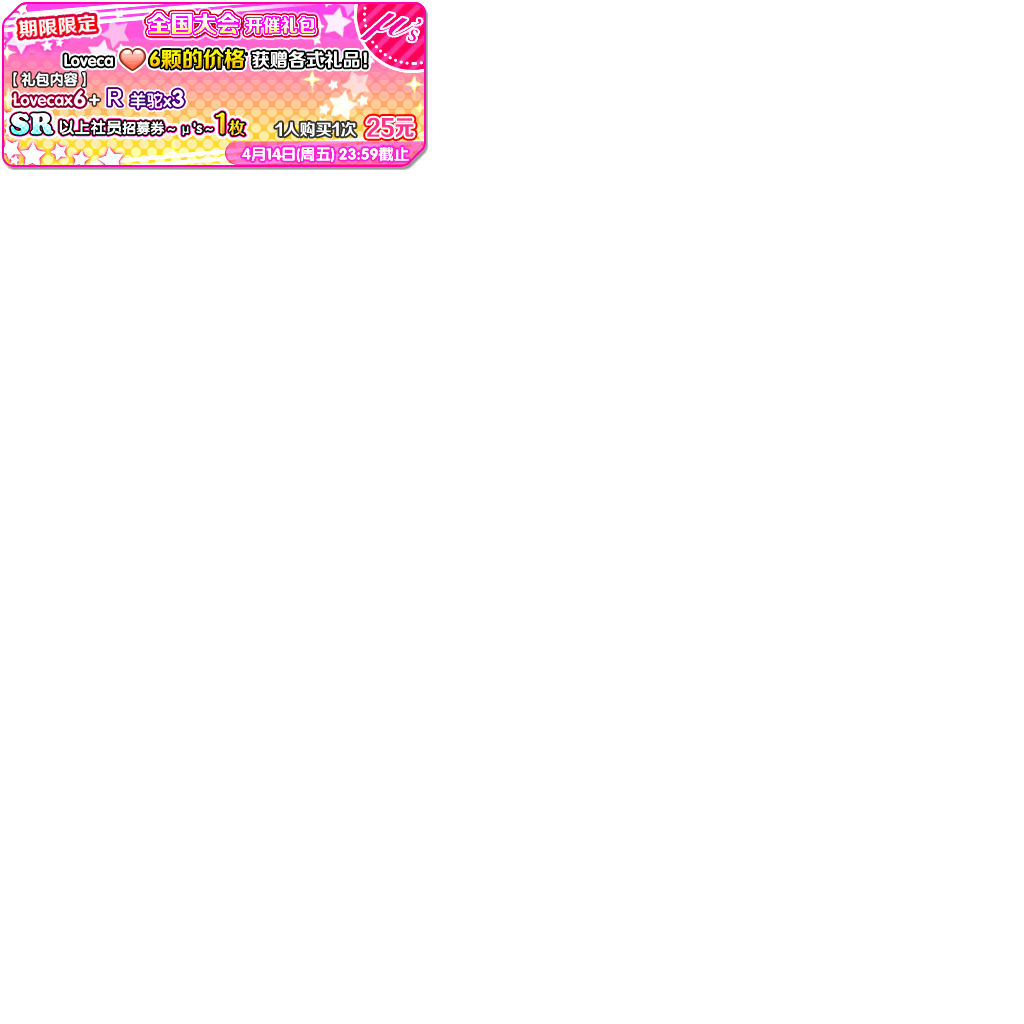 期限限定
全国大会 开催礼包
μ's
Loveca 6颗的价格 获赠各式礼品!
【礼包内容】
Lovecax6+ R 羊驼x3
SR 以上社员招募券~μ's~1枚
1人购买1次 25元
4月14日(周五) 23:59截止